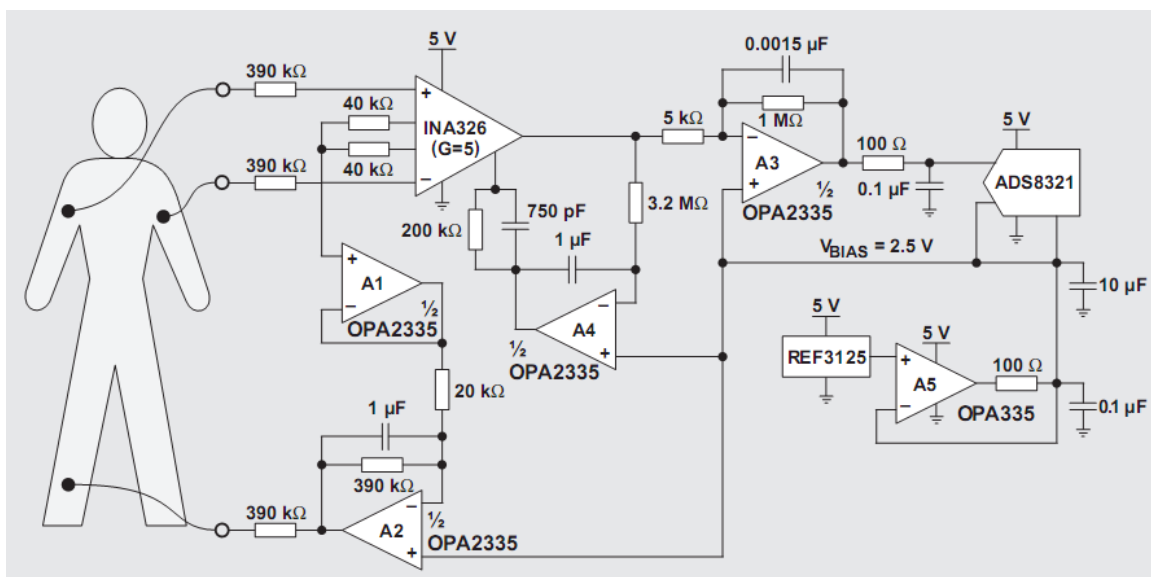 5 V
390 kΩ
40 kΩ
+
INA326
(G=5)
40 kΩ
–
390 kΩ
200 kΩ
750 pF
1 µF
3.2 MΩ
5 kΩ
0.0015 µF
1 MΩ
–
A3
+
½
OPA2335
100 Ω
0.1 µF
5 V
ADS8321
VBIAS = 2.5 V
10 µF
+
A1
–
½
OPA2335
–
A4
+
½
OPA2335
5 V
REF3125
5 V
+
A5
–
100 Ω
OPA335
0.1 µF
20 kΩ
1 µF
390 kΩ
–
A2
+
½
OPA2335
390 kΩ